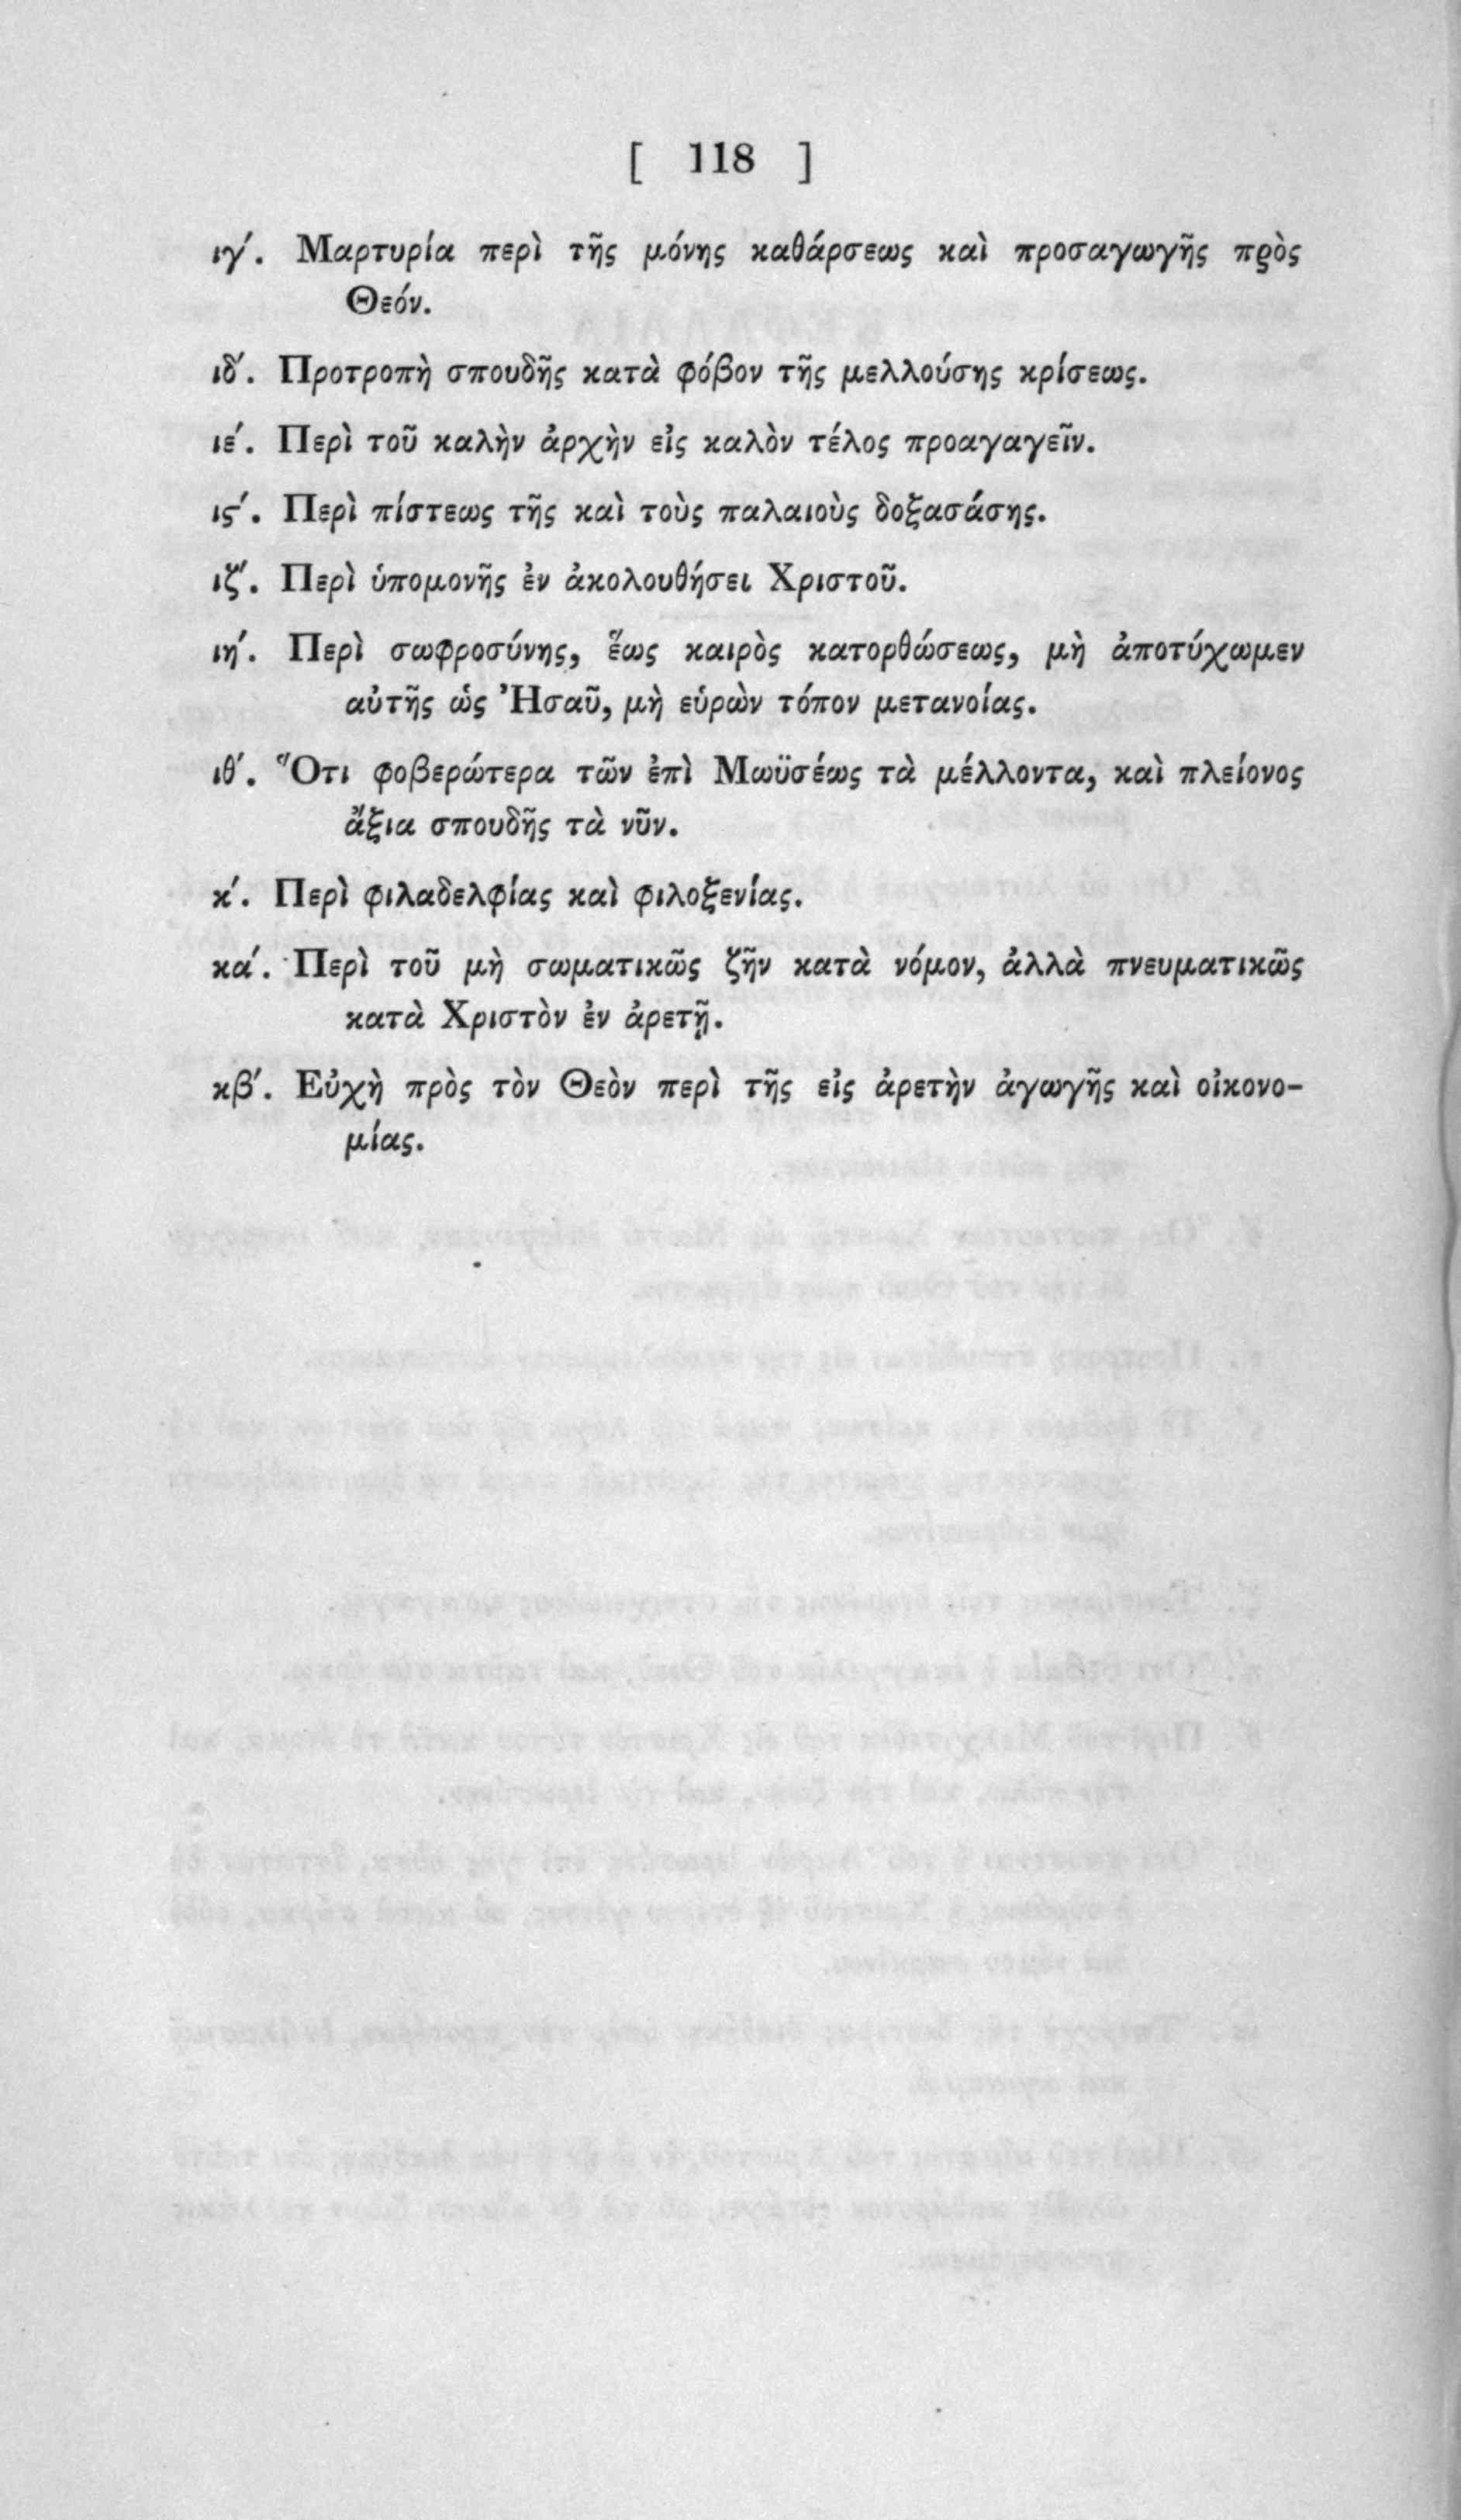 [ 118 ]
ιγ′. Μαρτυρία περὶ τῆς μόνης καθάρσεως καὶ προσαγωγῆς πρὸς
Θεόν.
ιδ′. Προτροπὴ σπουδῆς κατὰ φόβον τῆς μελλούσης κρίσεως.
ιε′. Περὶ τοῦ καλὴν ἀρχὴν εἰς καλὸν τέλος προαγαγεῖν.
ις′. Περὶ πίστεως τῆς καὶ τοὺς παλαιοὺς δοξασάσης.
ιζ′. Περὶ ὑπομονῆς ἐν ἀκολουθήσει Χριστοῦ.
ιη′. Περὶ σωφροσύνης, ἕως καιρὸς κατορθώσεως, μὴ ἀποτύχωμεν
αὐτῆς ὡς Ἠσαῦ, μὴ εὑρὼν τόπον μετανοίας.
ιθ′. Ὅτι φοβερώτερα τῶν ἐπὶ Μωϋσέως τὰ μέλλοντα, καὶ πλείονος
ἄξια σπουδῆς τὰ νῦν.
κ′. Περὶ φιλαδελφίας καὶ φιλοξενίας.
κα′. Περὶ τοῦ μὴ σωματικῶς ζῆν κατὰ νόμον, ἀλλὰ πνευματικῶς
κατὰ Χριστὸν ἐν ἀρετῇ.
κβ′. Εὐχὴ πρὸς τὸν Θεὸν περὶ τῆς εἰς ἀρετὴν ἀγωγῆς καὶ οἰκονο-
μίας.